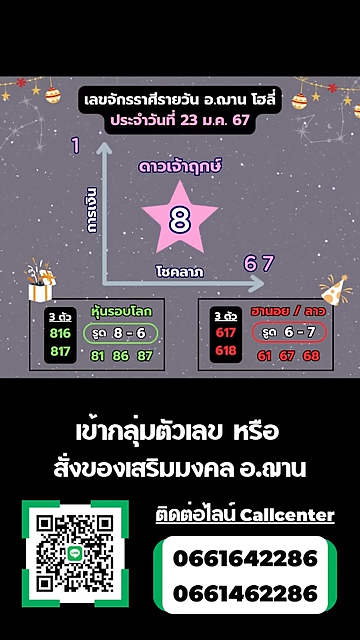 เลขจักรราศีรายวัน อ.ฌาน โฮลี่
ประจำวันที่ 23 ม.ค. 67
1
ดาวเจ้าฤกษ์
การเงิน
8
โชคลาภ
6 7
3 ตัว
816
817
หุ้นรอบโลก
รูด 8 - 6
81 86 87
3 ตัว
617
618
ฮานอย / ลาว
รูด 6 - 7
61 67 68
เข้ากลุ่มตัวเลข หรือ
สั่งของเสริมมงคล อ.ฌาน
ติดต่อไลน์ Callcenter
0661642286
0661462286